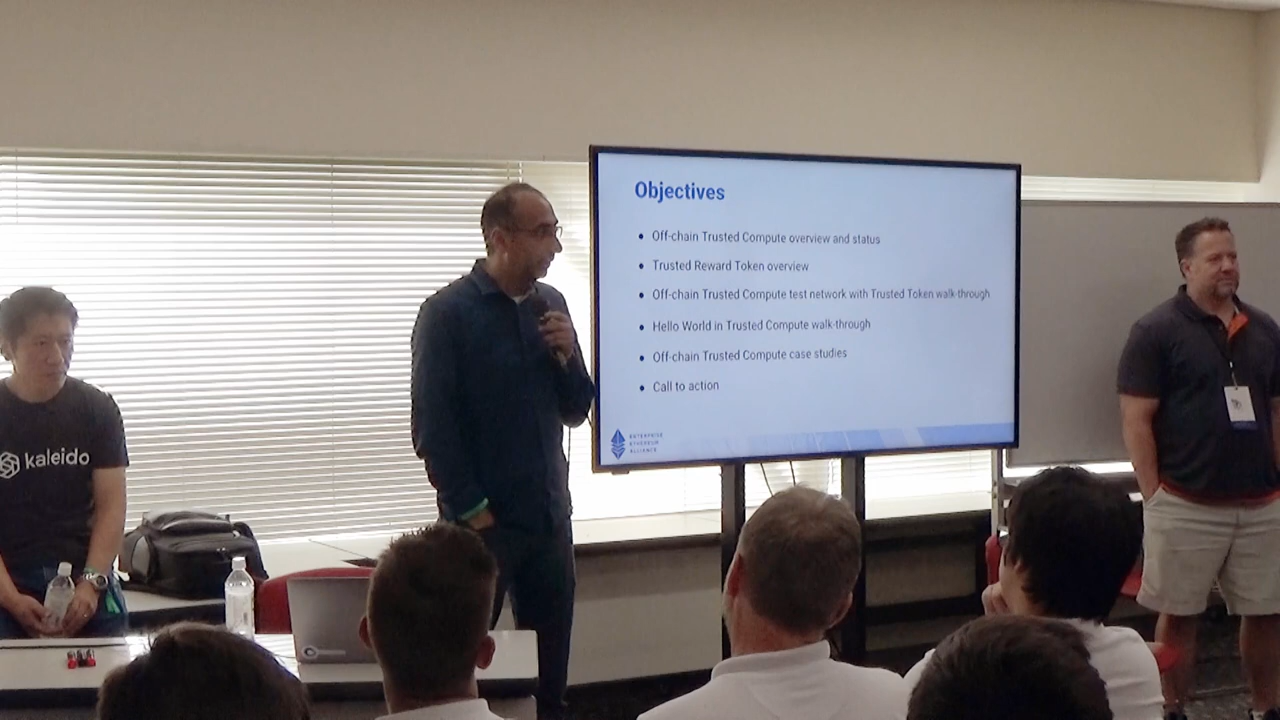 Objectives
Off-chain Trusted Compute overview and status
Trusted Reward Token overview
Off-chain Trusted Compute test network with Trusted Token walk-through
Hello World in Trusted Compute walk-through
Off-chain Trusted Compute case studies
Call to action
ENTERPRISE
ETHEREUM
ALLIANCE
kaleido